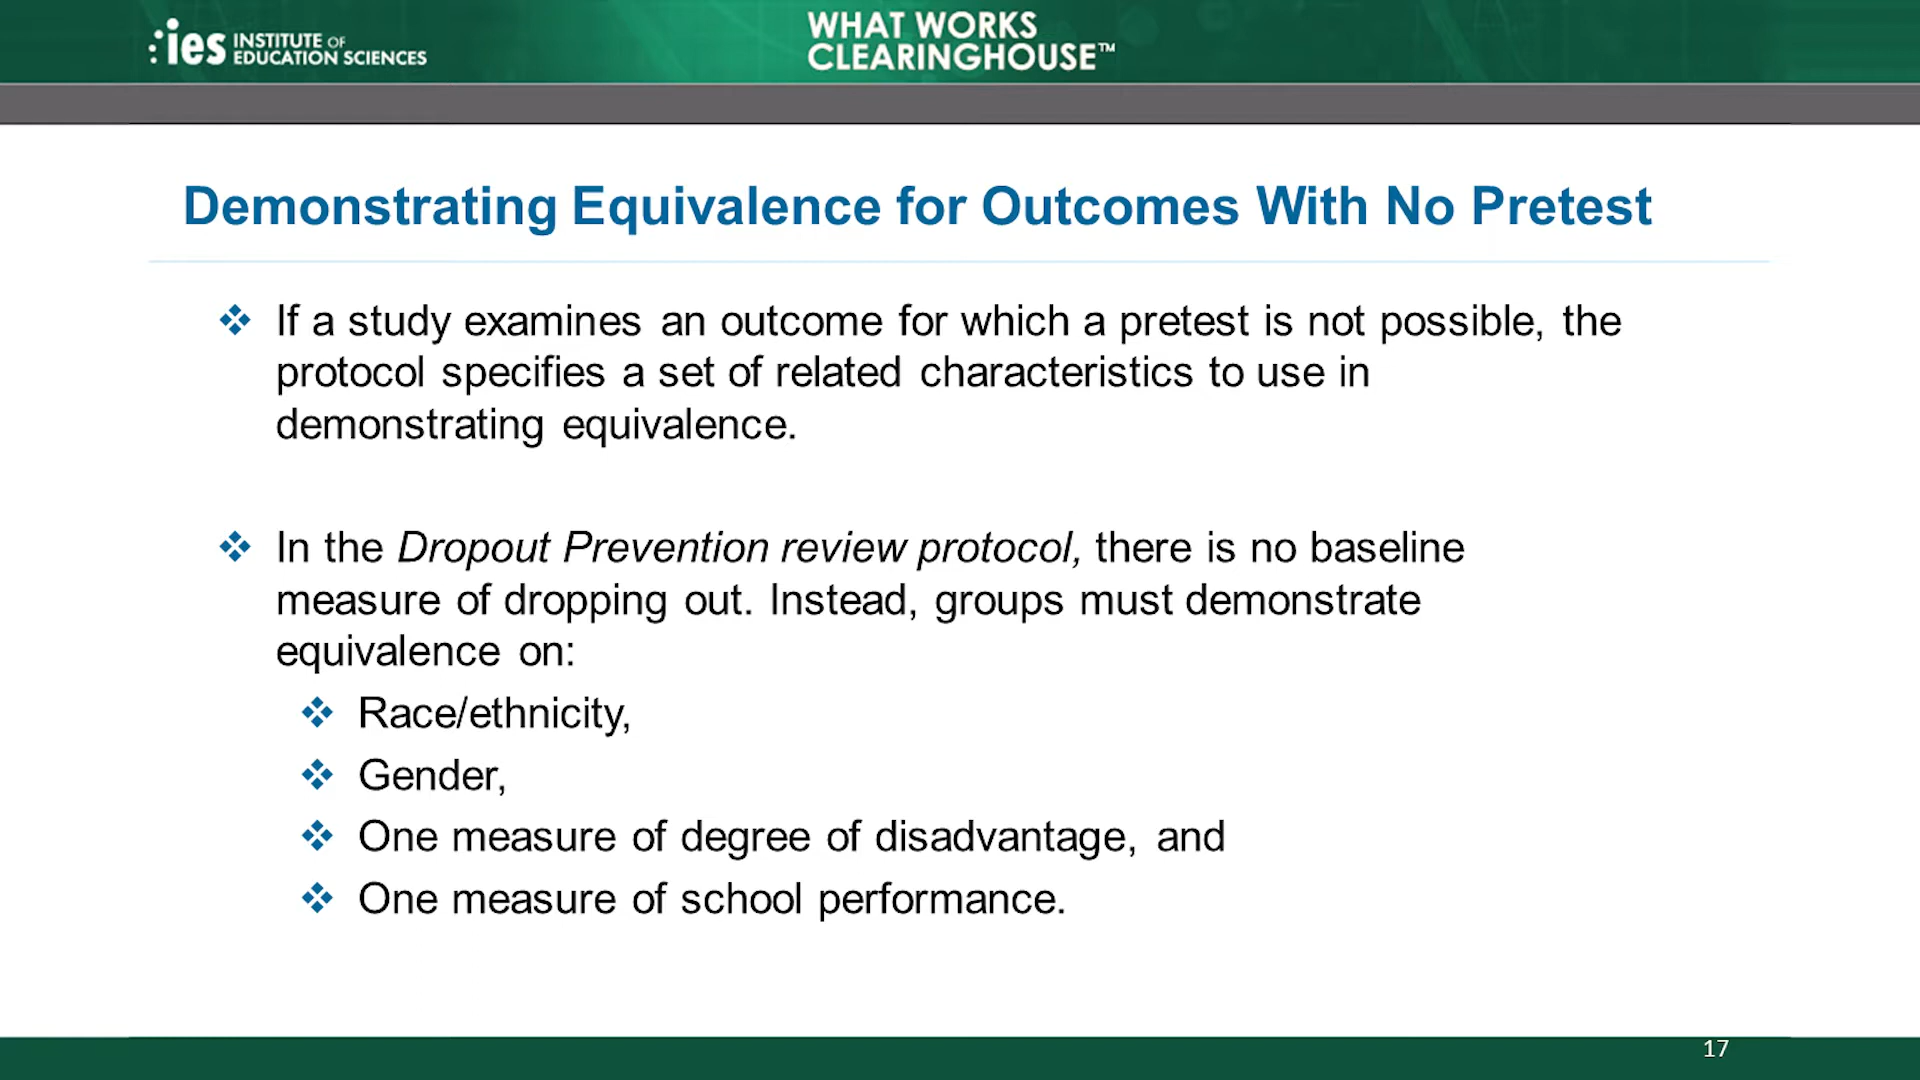 ies INSTITUTE OF
EDUCATION SCIENCES
WHAT WORKS
CLEARINGHOUSE™
Demonstrating Equivalence for Outcomes With No Pretest
If a study examines an outcome for which a pretest is not possible, the
protocol specifies a set of related characteristics to use in
demonstrating equivalence.
In the Dropout Prevention review protocol, there is no baseline
measure of dropping out. Instead, groups must demonstrate
equivalence on:
Race/ethnicity,
Gender,
One measure of degree of disadvantage, and
One measure of school performance.
17